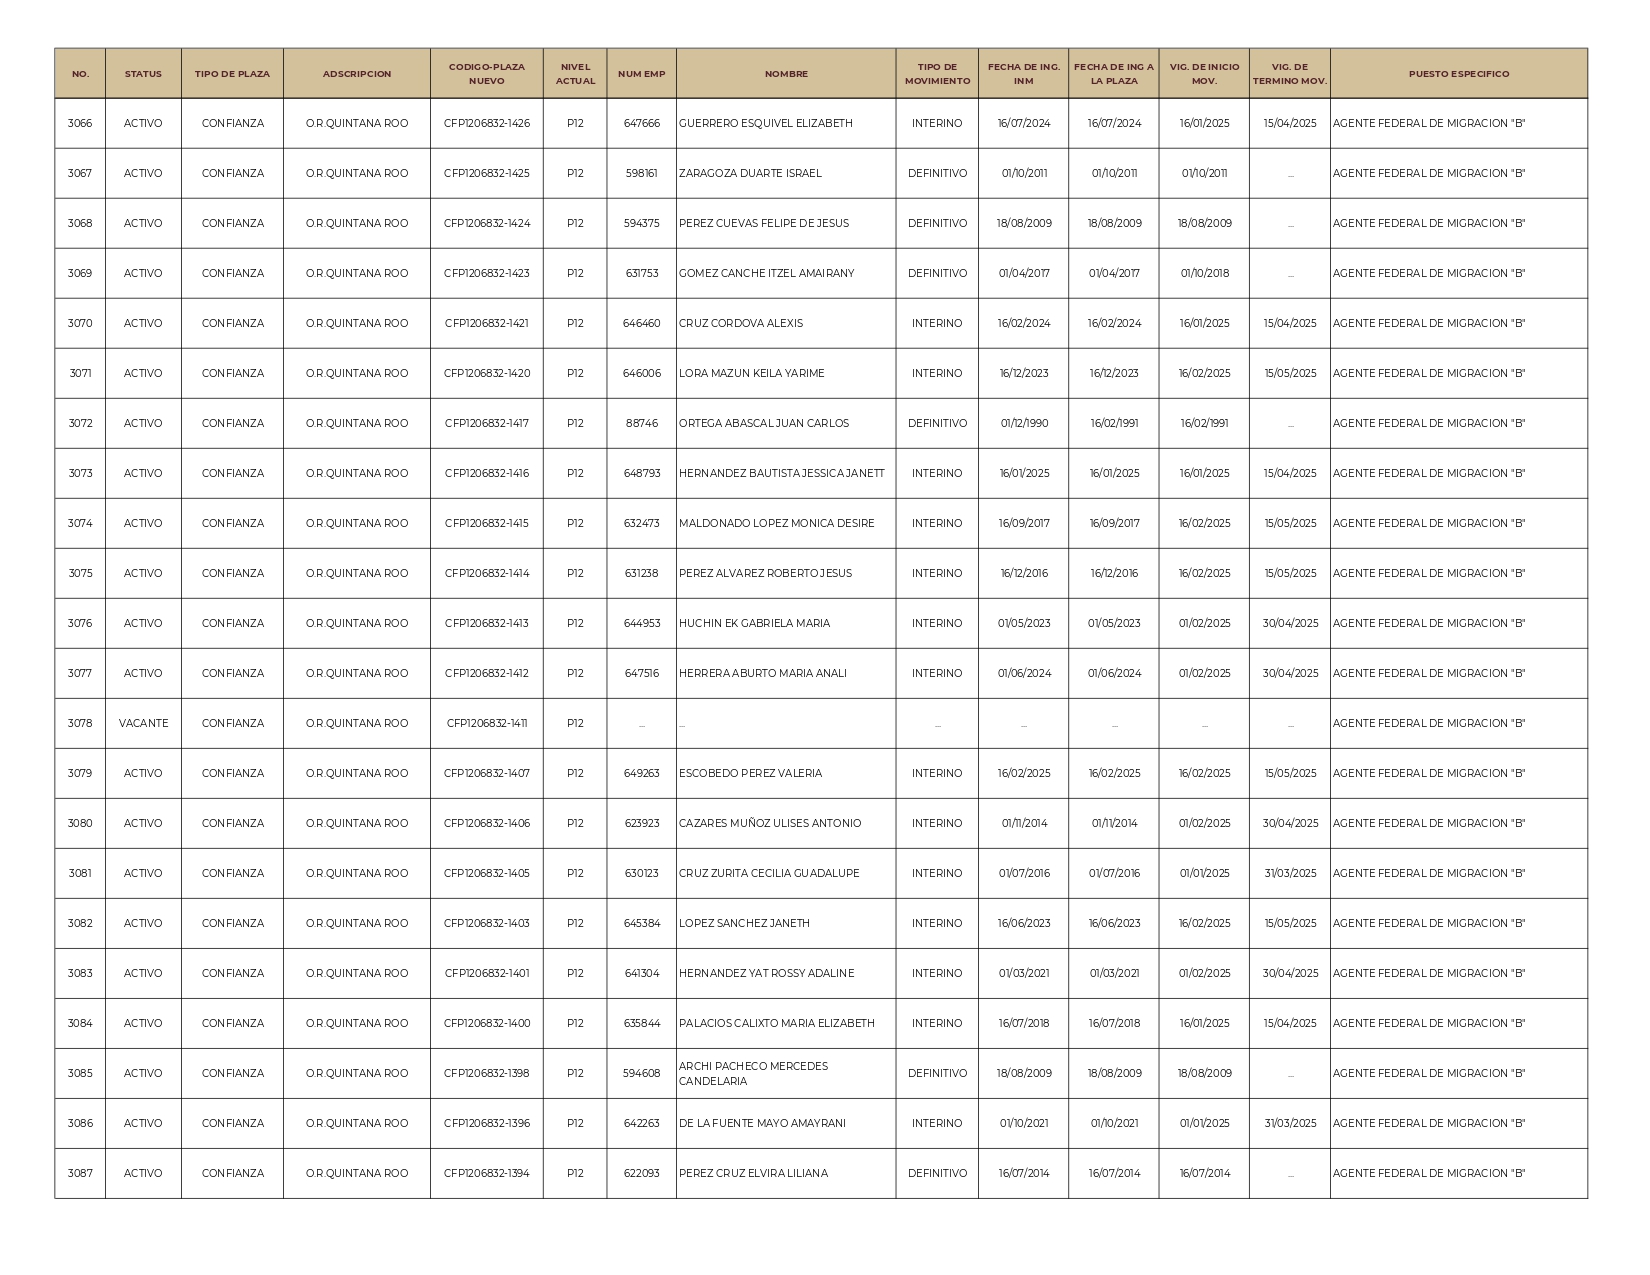 NO. STATUS TIPO DE PLAZA ADSCRIPCION CODIGO-PLAZA NUEVO NIVEL ACTUAL NUM EMP NOMBRE TIPO DE MOVIMIENTO FECHA DE ING. INM FECHA DE ING A LA PLAZA VIG. DE INICIO MOV. VIG. DE TERMINO MOV. PUESTO ESPECIFICO
3066 ACTIVO CONFIANZA O.R.QUINTANA ROO CFP1206832-1426 P12 647666 GUERRERO ESQUIVEL ELIZABETH INTERINO 16/07/2024 16/07/2024 16/01/2025 15/04/2025 AGENTE FEDERAL DE MIGRACION "B"
3067 ACTIVO CONFIANZA O.R.QUINTANA ROO CFP1206832-1425 P12 598161 ZARAGOZA DUARTE ISRAEL DEFINITIVO 01/10/2011 01/10/2011 01/10/2011 ... AGENTE FEDERAL DE MIGRACION "B"
3068 ACTIVO CONFIANZA O.R.QUINTANA ROO CFP1206832-1424 P12 594375 PEREZ CUEVAS FELIPE DE JESUS DEFINITIVO 18/08/2009 18/08/2009 18/08/2009 ... AGENTE FEDERAL DE MIGRACION "B"
3069 ACTIVO CONFIANZA O.R.QUINTANA ROO CFP1206832-1423 P12 631753 GOMEZ CANCHE ITZEL AMAIRANY DEFINITIVO 01/04/2017 01/04/2017 01/10/2018 ... AGENTE FEDERAL DE MIGRACION "B"
3070 ACTIVO CONFIANZA O.R.QUINTANA ROO CFP1206832-1421 P12 646460 CRUZ CORDOVA ALEXIS INTERINO 16/02/2024 16/02/2024 16/01/2025 15/04/2025 AGENTE FEDERAL DE MIGRACION "B"
3071 ACTIVO CONFIANZA O.R.QUINTANA ROO CFP1206832-1420 P12 646006 LORA MAZUN KEILA YARIME INTERINO 16/12/2023 16/12/2023 16/02/2025 15/05/2025 AGENTE FEDERAL DE MIGRACION "B"
3072 ACTIVO CONFIANZA O.R.QUINTANA ROO CFP1206832-1417 P12 88746 ORTEGA ABASCAL JUAN CARLOS DEFINITIVO 01/12/1990 16/02/1991 16/02/1991 ... AGENTE FEDERAL DE MIGRACION "B"
3073 ACTIVO CONFIANZA O.R.QUINTANA ROO CFP1206832-1416 P12 648793 HERNANDEZ BAUTISTA JESSICA JANETT INTERINO 16/01/2025 16/01/2025 16/01/2025 15/04/2025 AGENTE FEDERAL DE MIGRACION "B"
3074 ACTIVO CONFIANZA O.R.QUINTANA ROO CFP1206832-1415 P12 632473 MALDONADO LOPEZ MONICA DESIRE INTERINO 16/09/2017 16/09/2017 16/02/2025 15/05/2025 AGENTE FEDERAL DE MIGRACION "B"
3075 ACTIVO CONFIANZA O.R.QUINTANA ROO CFP1206832-1414 P12 631238 PEREZ ALVAREZ ROBERTO JESUS INTERINO 16/12/2016 16/12/2016 16/02/2025 15/05/2025 AGENTE FEDERAL DE MIGRACION "B"
3076 ACTIVO CONFIANZA O.R.QUINTANA ROO CFP1206832-1413 P12 644953 HUCHIN EK GABRIELA MARIA INTERINO 01/05/2023 01/05/2023 01/02/2025 30/04/2025 AGENTE FEDERAL DE MIGRACION "B"
3077 ACTIVO CONFIANZA O.R.QUINTANA ROO CFP1206832-1412 P12 647516 HERRERA ABURTO MARIA ANALI INTERINO 01/06/2024 01/06/2024 01/02/2025 30/04/2025 AGENTE FEDERAL DE MIGRACION "B"
3078 VACANTE CONFIANZA O.R.QUINTANA ROO CFP1206832-1411 P12 ... ... ... ... ... ... ... AGENTE FEDERAL DE MIGRACION "B"
3079 ACTIVO CONFIANZA O.R.QUINTANA ROO CFP1206832-1407 P12 649263 ESCOBEDO PEREZ VALERIA INTERINO 16/02/2025 16/02/2025 16/02/2025 15/05/2025 AGENTE FEDERAL DE MIGRACION "B"
3080 ACTIVO CONFIANZA O.R.QUINTANA ROO CFP1206832-1406 P12 623923 CAZARES MUÑOZ ULISES ANTONIO INTERINO 01/11/2014 01/11/2014 01/02/2025 30/04/2025 AGENTE FEDERAL DE MIGRACION "B"
3081 ACTIVO CONFIANZA O.R.QUINTANA ROO CFP1206832-1405 P12 630123 CRUZ ZURITA CECILIA GUADALUPE INTERINO 01/07/2016 01/07/2016 01/01/2025 31/03/2025 AGENTE FEDERAL DE MIGRACION "B"
3082 ACTIVO CONFIANZA O.R.QUINTANA ROO CFP1206832-1403 P12 645384 LOPEZ SANCHEZ JANETH INTERINO 16/06/2023 16/06/2023 16/02/2025 15/05/2025 AGENTE FEDERAL DE MIGRACION "B"
3083 ACTIVO CONFIANZA O.R.QUINTANA ROO CFP1206832-1401 P12 641304 HERNANDEZ YAT ROSSY ADALINE INTERINO 01/03/2021 01/03/2021 01/02/2025 30/04/2025 AGENTE FEDERAL DE MIGRACION "B"
3084 ACTIVO CONFIANZA O.R.QUINTANA ROO CFP1206832-1400 P12 635844 PALACIOS CALIXTO MARIA ELIZABETH INTERINO 16/07/2018 16/07/2018 16/01/2025 15/04/2025 AGENTE FEDERAL DE MIGRACION "B"
3085 ACTIVO CONFIANZA O.R.QUINTANA ROO CFP1206832-1398 P12 594608 ARCHI PACHECO MERCEDES CANDELARIA DEFINITIVO 18/08/2009 18/08/2009 18/08/2009 ... AGENTE FEDERAL DE MIGRACION "B"
3086 ACTIVO CONFIANZA O.R.QUINTANA ROO CFP1206832-1396 P12 642263 DE LA FUENTE MAYO AMAYRANI INTERINO 01/10/2021 01/10/2021 01/01/2025 31/03/2025 AGENTE FEDERAL DE MIGRACION "B"
3087 ACTIVO CONFIANZA O.R.QUINTANA ROO CFP1206832-1394 P12 622093 PEREZ CRUZ ELVIRA LILIANA DEFINITIVO 16/07/2014 16/07/2014 16/07/2014 ... AGENTE FEDERAL DE MIGRACION "B"